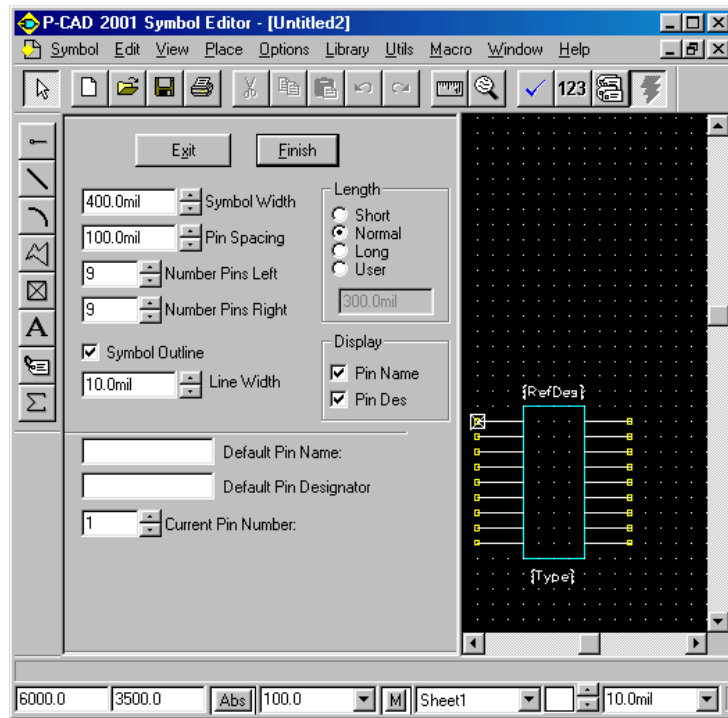 P-CAD 2001 Symbol Editor - [Untitled2]
Symbol Edit View Place Options Library Utils Macro Window Help
123
Exit Finish
400.0mil Symbol Width
100.0mil Pin Spacing
9 Number Pins Left
9 Number Pins Right
Length
Short
Normal
Long
User
300.0mil
Symbol Outline
10.0mil Line Width
Display
Pin Name
Pin Des
Default Pin Name:
Default Pin Designator
1 Current Pin Number:
A
Σ
{RefDes}
{Type}
6000.0 3500.0 Abs 100.0 M Sheet1 10.0mil